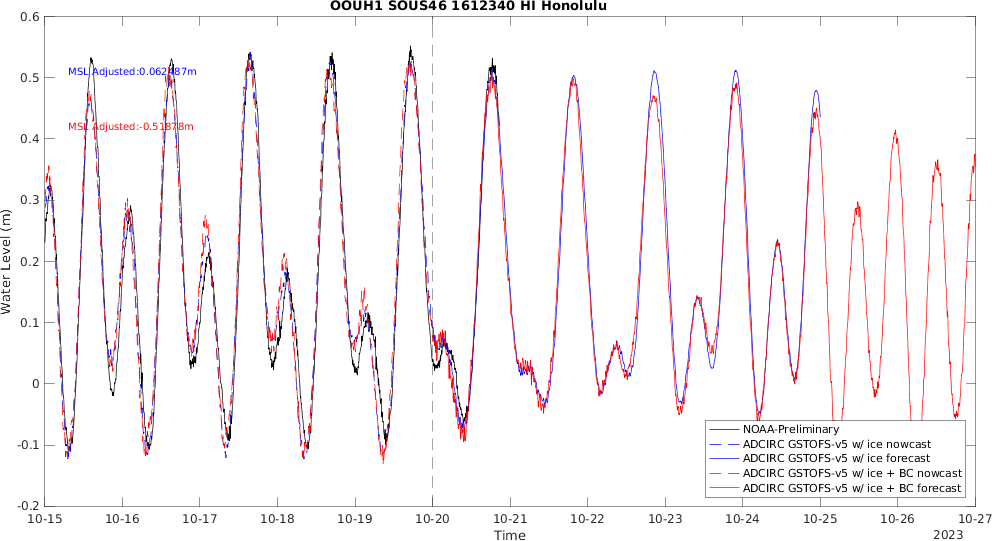 OOUH1 SOUS46 1612340 HI Honolulu
0.6
0.5
0.4
0.3
0.2
0.1
0
-0.1
-0.2
Water Level (m)
MSL Adjusted:0.062487m
MSL Adjusted:-0.51878m
NOAA-Preliminary
ADCIRC GSTOFS-v5 w/ ice nowcast
ADCIRC GSTOFS-v5 w/ ice forecast
ADCIRC GSTOFS-v5 w/ ice + BC nowcast
ADCIRC GSTOFS-v5 w/ ice + BC forecast
10-15 10-16 10-17 10-18 10-19 10-20 10-21 10-22 10-23 10-24 10-25 10-26 10-27
Time
2023